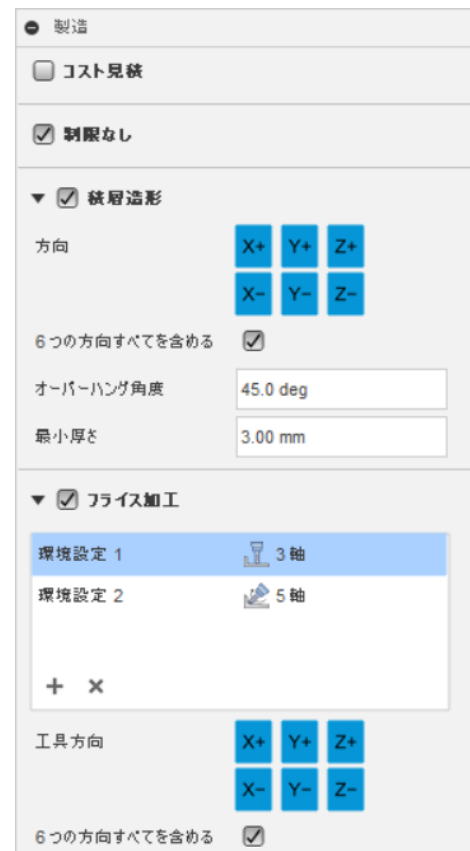 製造
コスト見積
制限なし
積層造形
方向
X+ Y+ Z+
X- Y- Z-
6つの方向すべてを含める
オーバーハング角度 45.0 deg
最小厚さ 3.00 mm
フライス加工
環境設定 1 3 軸
環境設定 2 5 軸
工具方向
X+ Y+ Z+
X- Y- Z-
6つの方向すべてを含める